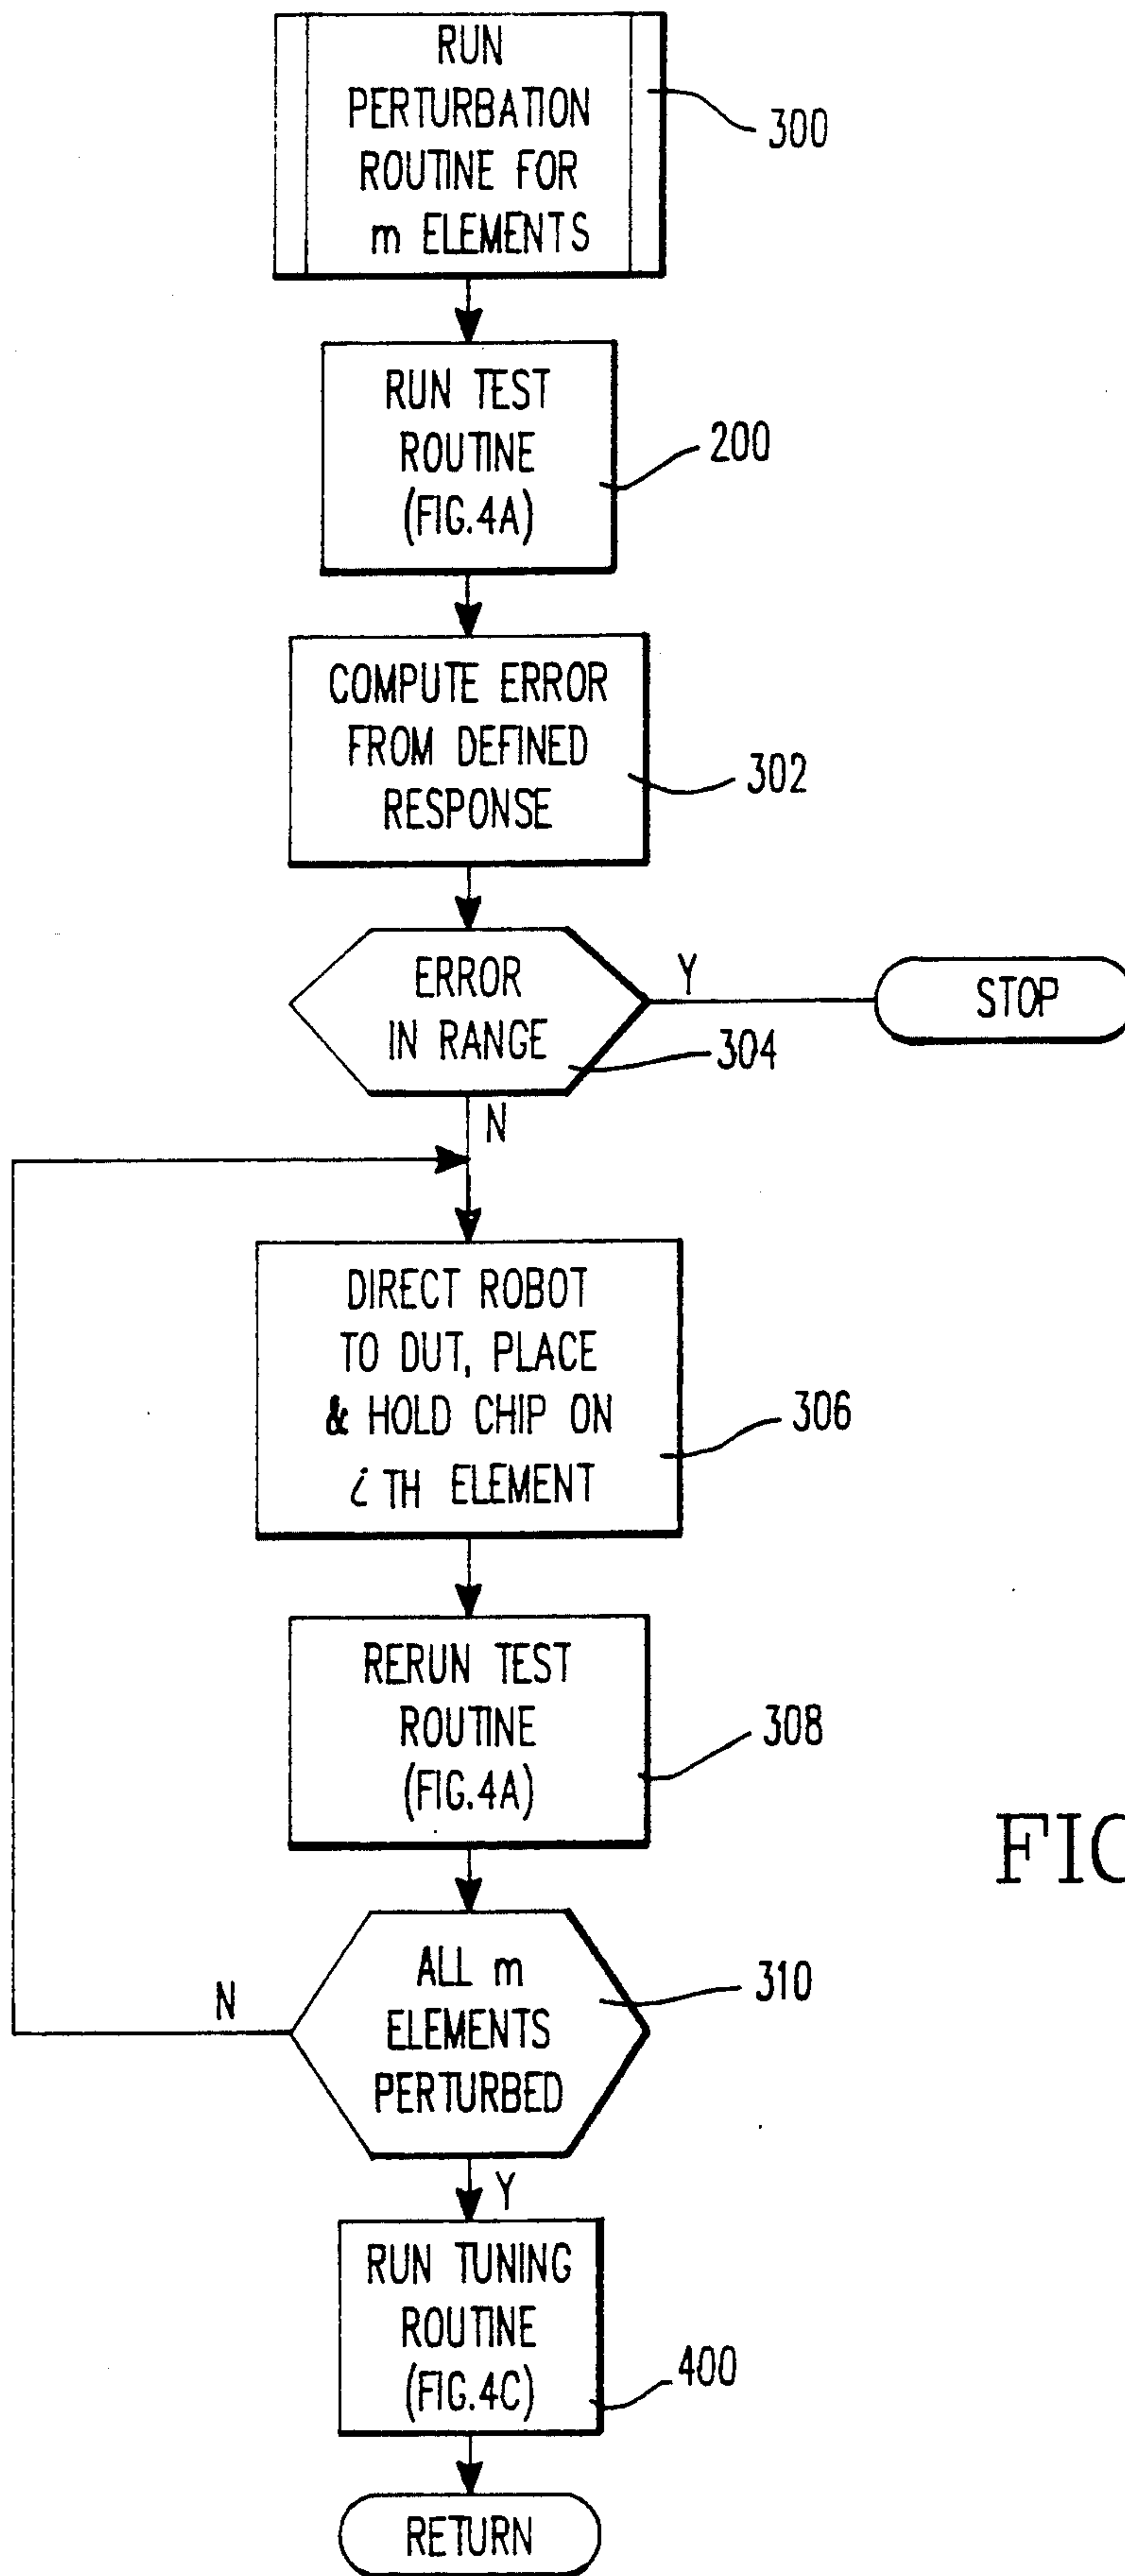 RUN
PERTURBATION
ROUTINE FOR
m ELEMENTS
300
RUN TEST
ROUTINE
(FIG.4A)
200
COMPUTE ERROR
FROM DEFINED
RESPONSE
302
ERROR
IN RANGE
304
Y
STOP
N
DIRECT ROBOT
TO DUT, PLACE
& HOLD CHIP ON
i TH ELEMENT
306
RERUN TEST
ROUTINE
(FIG.4A)
308
FIG
ALL m
ELEMENTS
PERTURBED
310
N
Y
RUN TUNING
ROUTINE
(FIG.4C)
400
RETURN